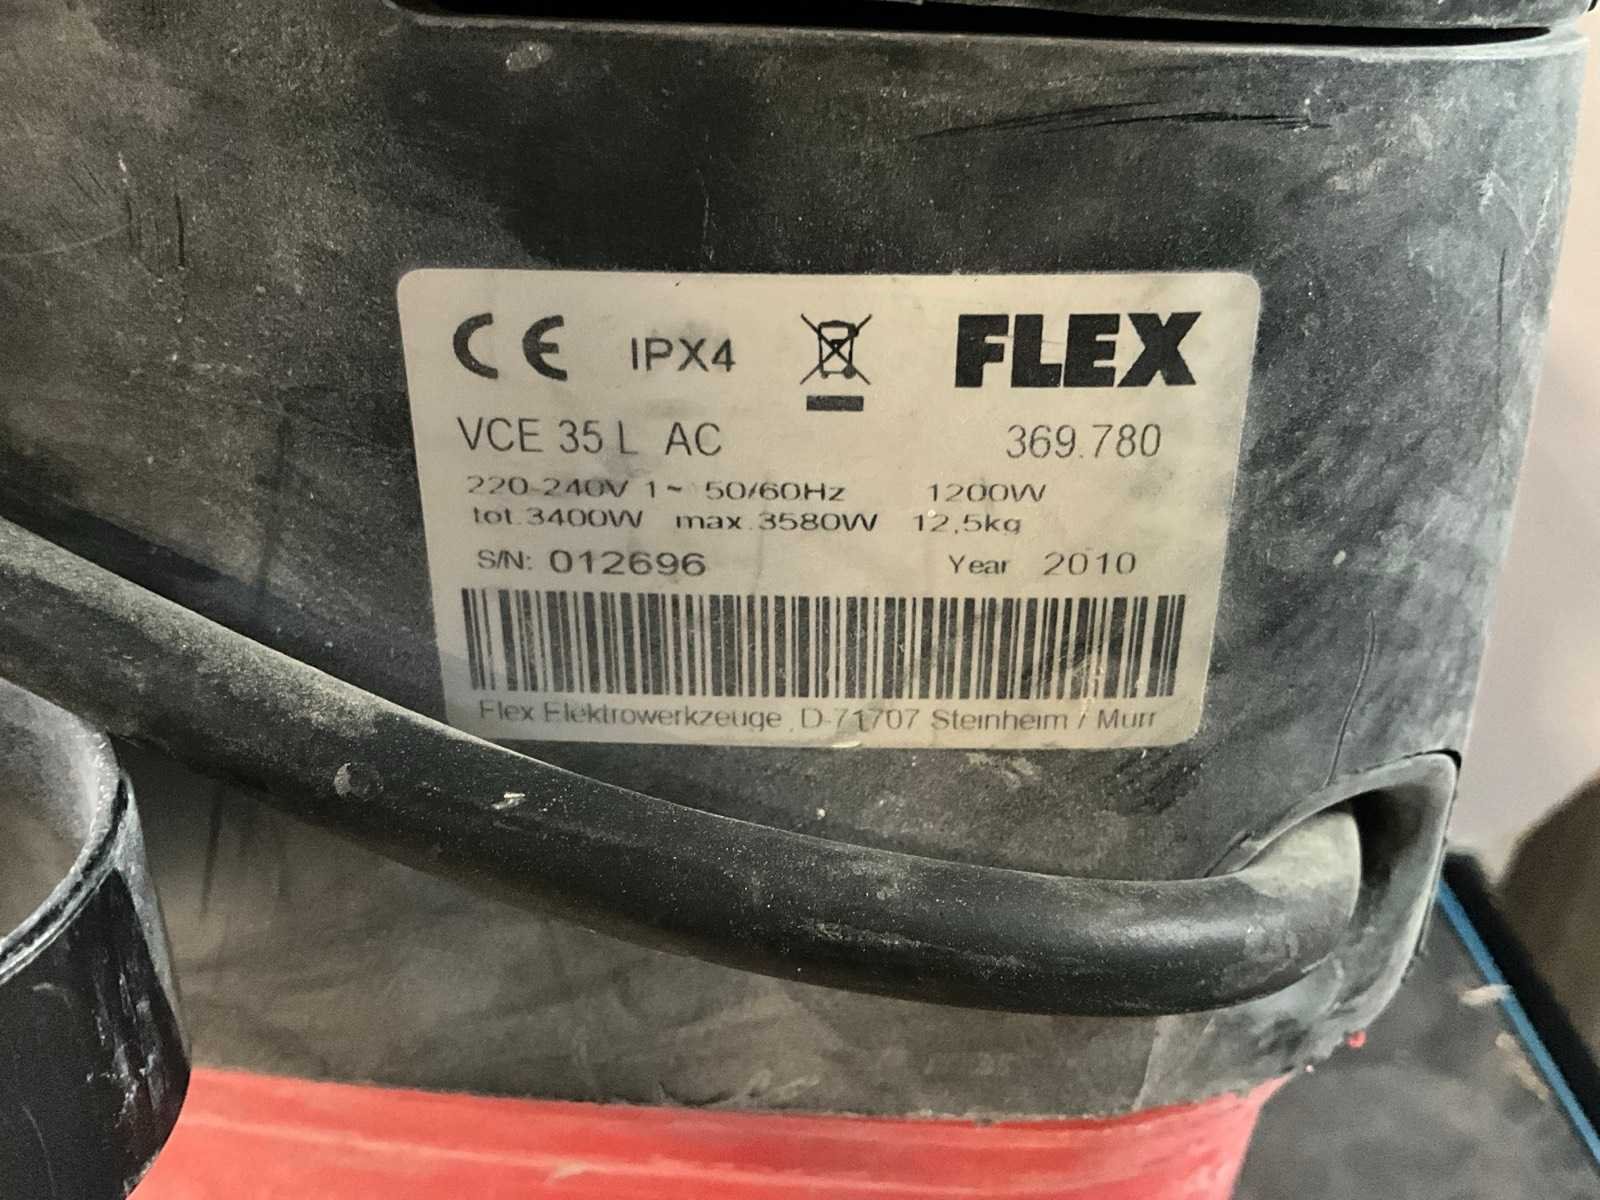 CE IPX4 FLEX
VCE 35 L AC 369.780
220-240V 1~ 50/60Hz 1200W
tot.3400W max.3580W 12,5kg
S/N: 012696 Year 2010
Flex Elektrowerkzeuge, D-71707 Steinheim / Murr